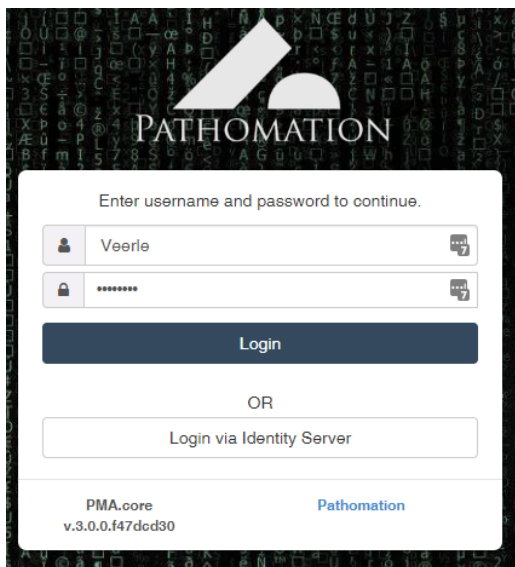 PATHOMATION
Enter username and password to continue.
Veerle
••••••••
Login
OR
Login via Identity Server
PMA.core
v.3.0.0.f47dcd30
Pathomation